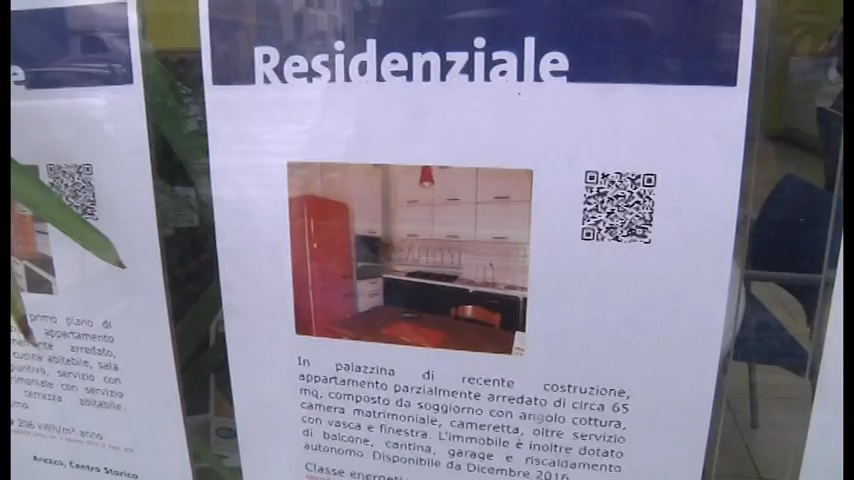 e
Residenziale
primo piano di
appartamento
arredato,
cucina abitabile, sala
servizio con
con servizio
terrazza abitabile.
206 kWh/m² anno
Arezzo, Centro Storico
In palazzina di recente costruzione,
appartamento parzialmente arredato di circa 65
mq, composto da soggiorno con angolo cottura,
camera matrimoniale, cameretta, oltre servizio
con vasca e finestra. L'immobile è inoltre dotato
di balcone, cantina, garage e riscaldamento
autonomo. Disponibile da Dicembre 2016.
Classe energeti